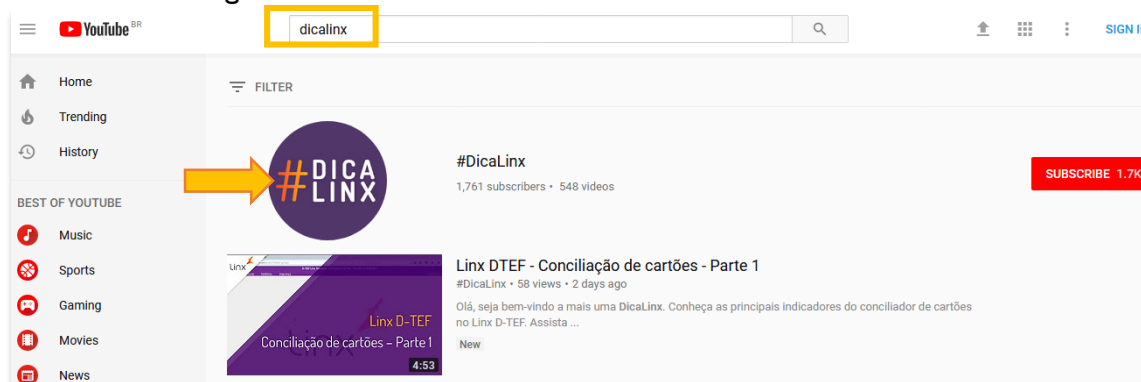 YouTube BR
dicalinx
SIGN I
Home
Trending
History
BEST OF YOUTUBE
Music
Sports
Gaming
Movies
News
FILTER
#DICA
LINX
#DicaLinx
1,761 subscribers • 548 videos
SUBSCRIBE 1.7K
Linx
Linx D-TEF
Conciliação de cartões – Parte 1
4:53
Linx DTEF - Conciliação de cartões - Parte 1
#DicaLinx • 58 views • 2 days ago
Olá, seja bem-vindo a mais uma DicaLinx. Conheça as principais indicadores do conciliador de cartões
no Linx D-TEF. Assista ...
New